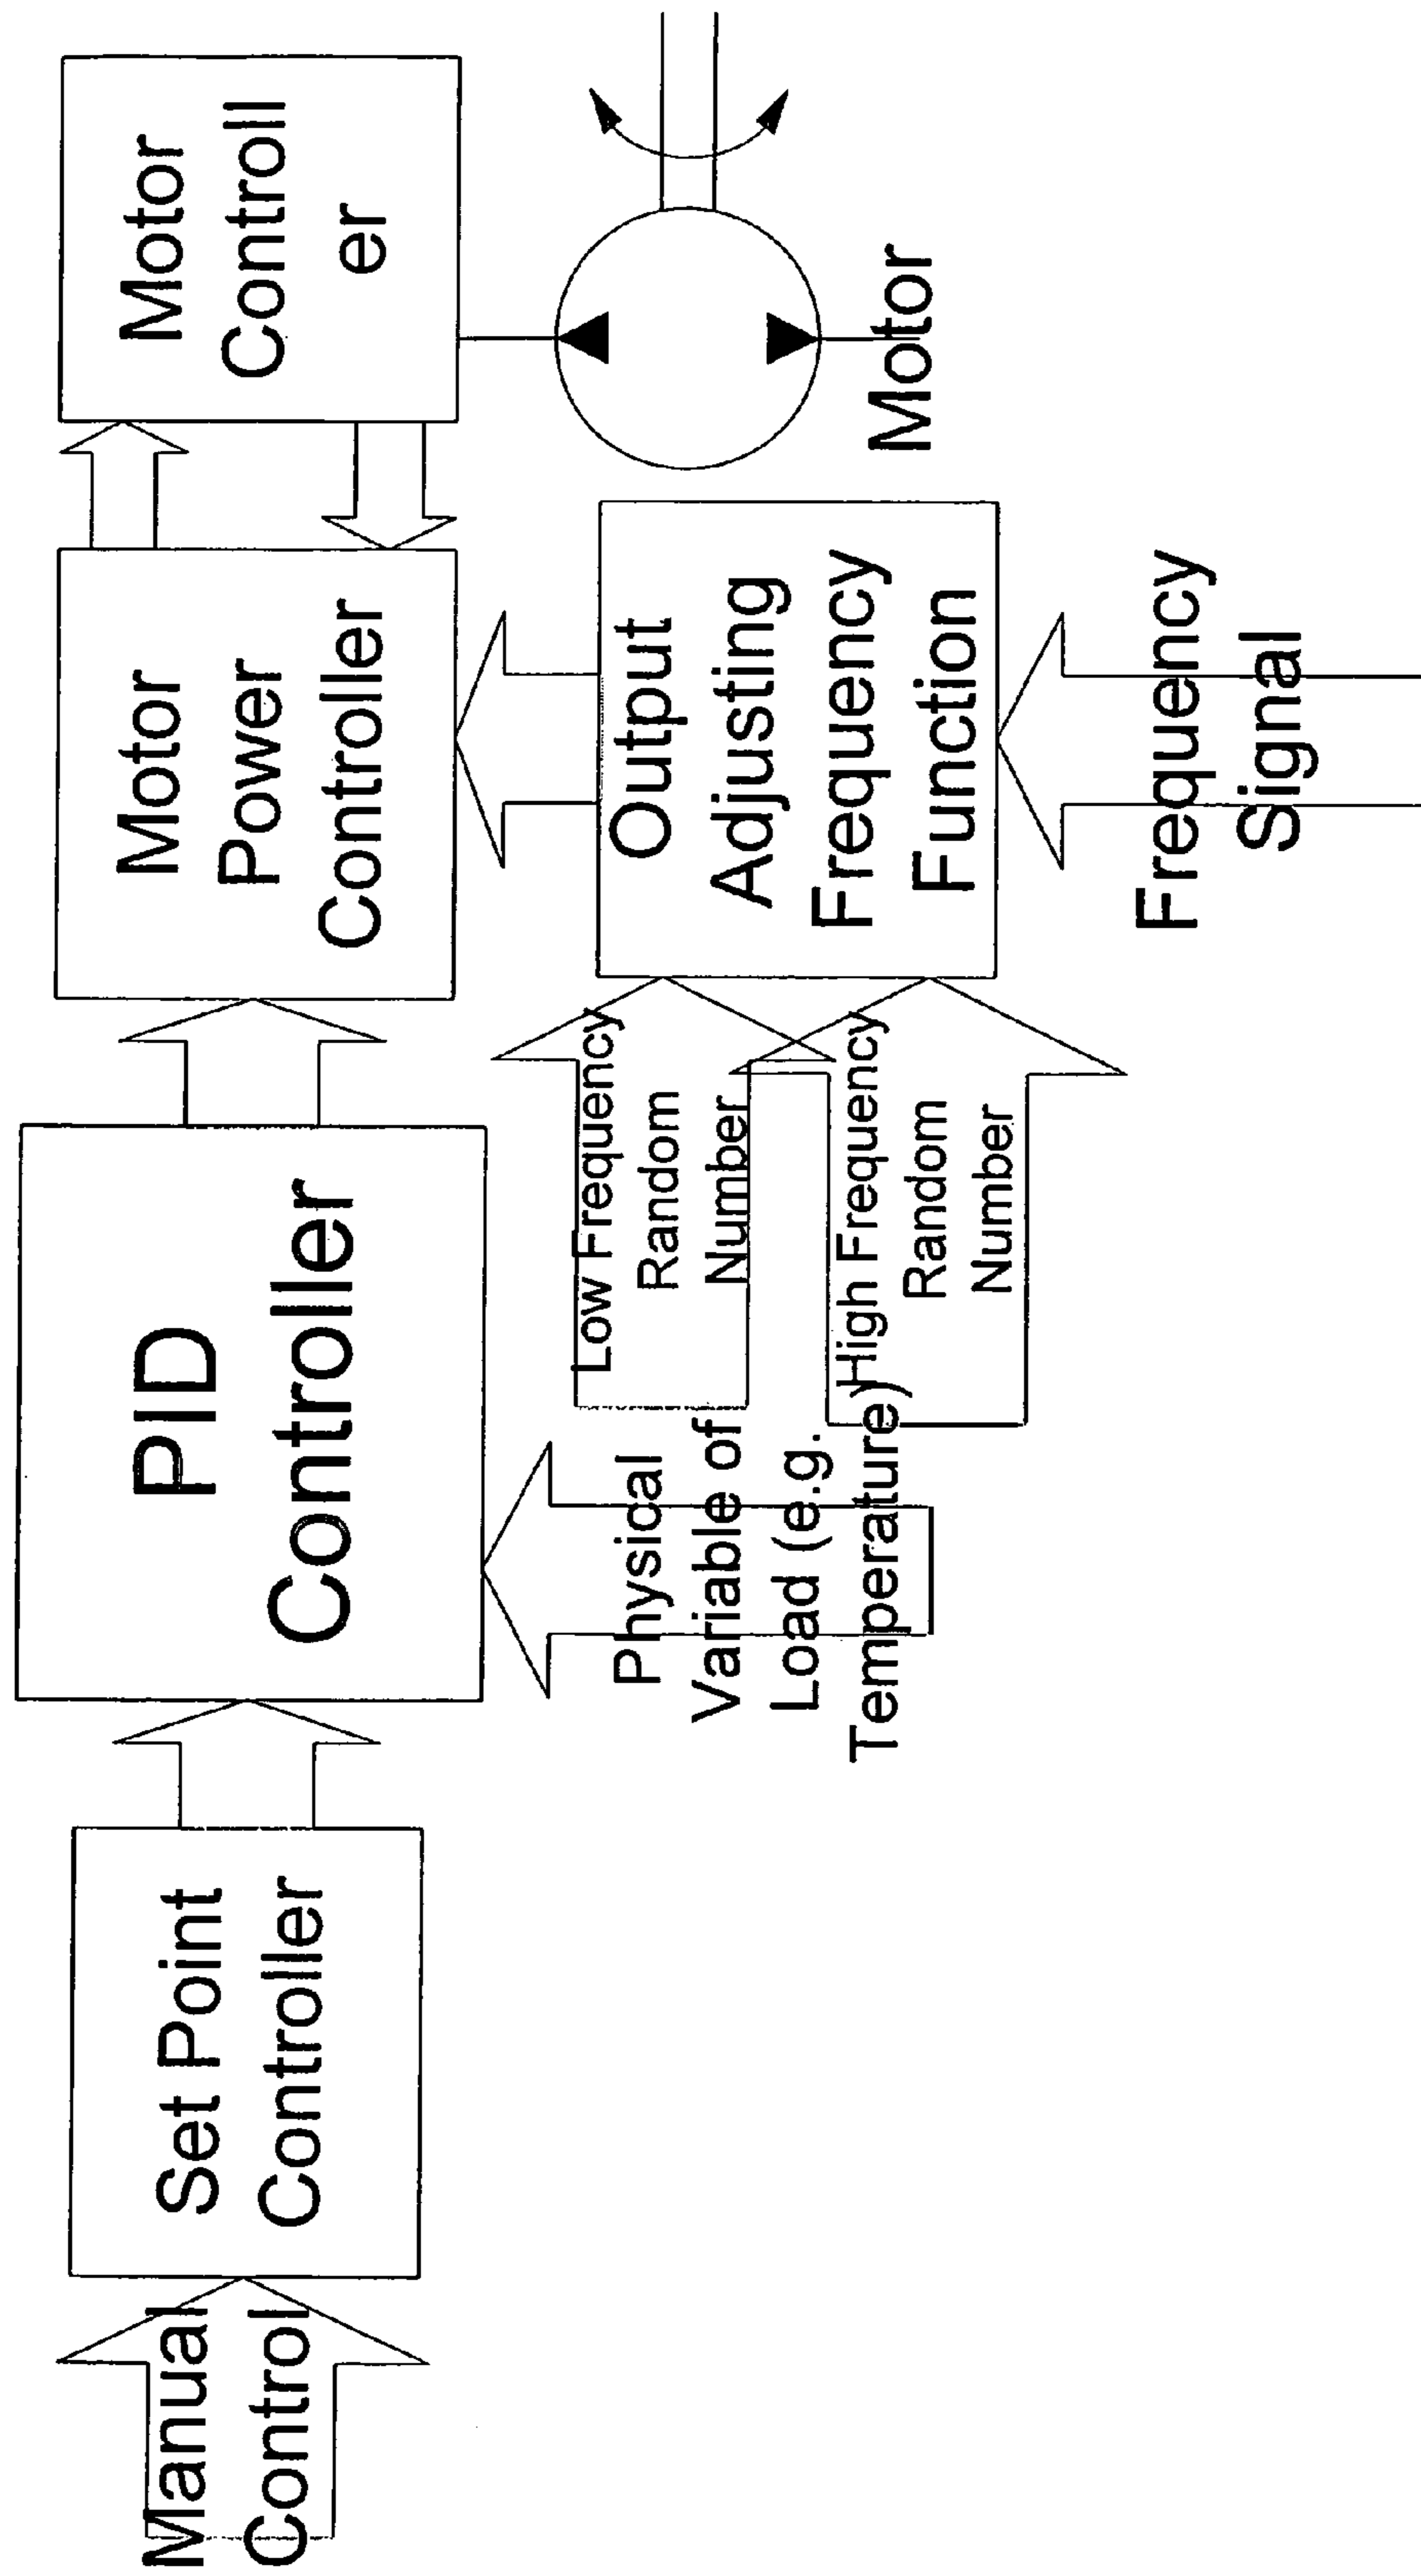 Manual
Control
Set Point
Controller
PID
Controller
Motor
Power
Controller
Motor
Controll
er
Physical
Variable of
Load (e.g.
Temperature)
Low Frequency
Random
Number
High Frequency
Random
Number
Output
Adjusting
Frequency
Function
Motor
Frequency
Signal